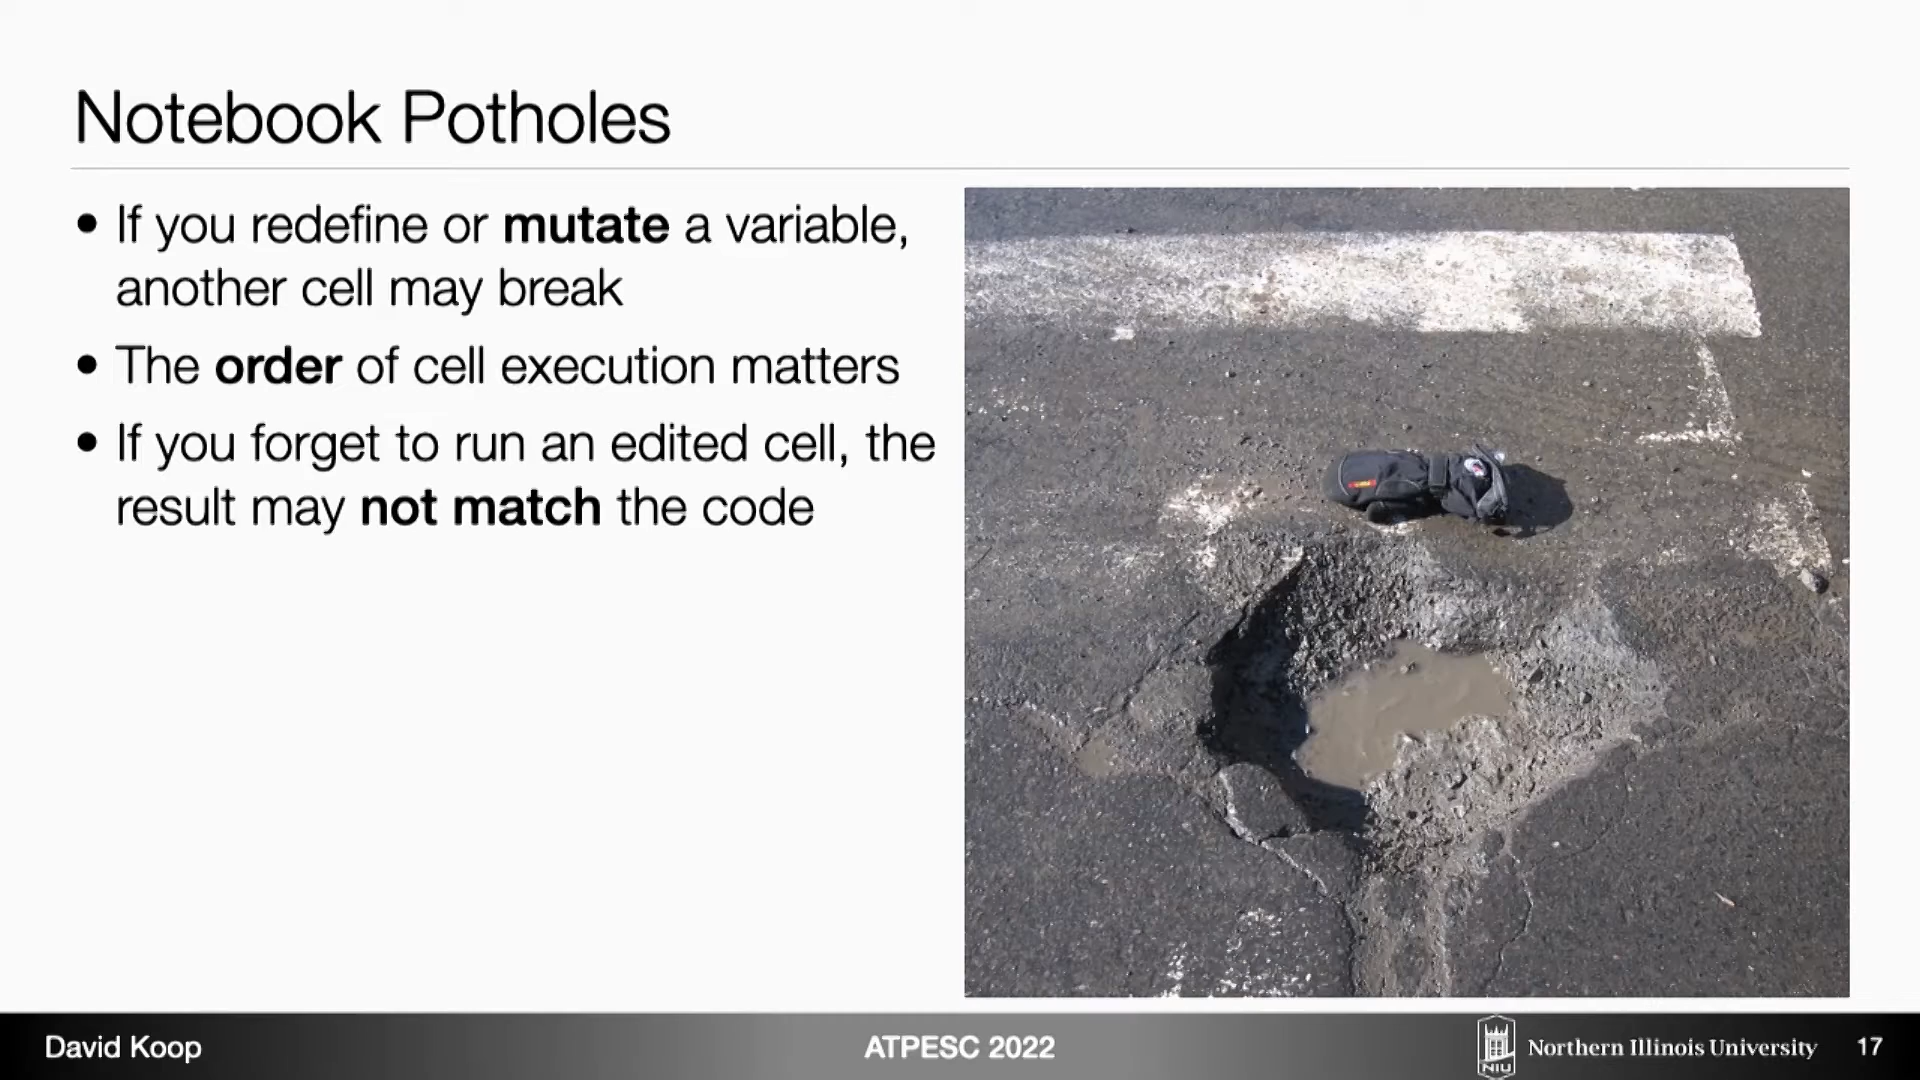 Notebook Potholes
• If you redefine or mutate a variable,
another cell may break
• The order of cell execution matters
• If you forget to run an edited cell, the
result may not match the code
David Koop
ATPESC 2022
NIU
Northern Illinois University
17